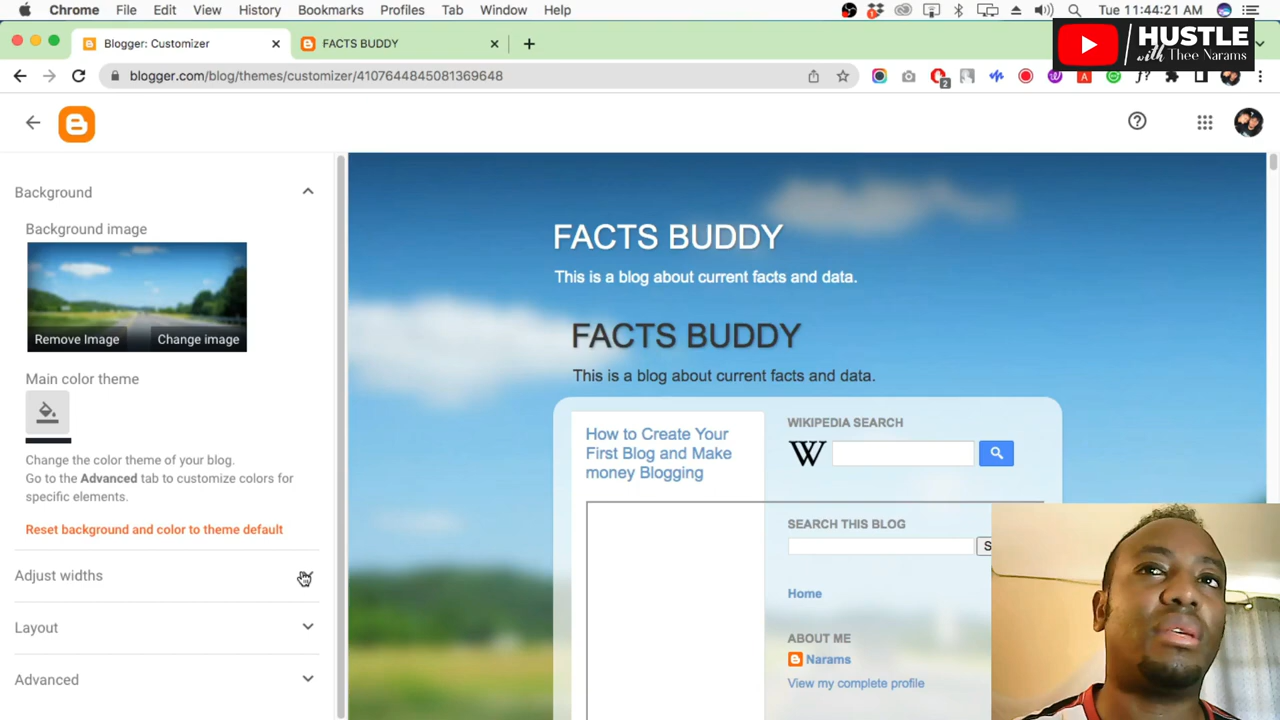 Chrome File Edit View History Bookmarks Profiles Tab Window Help Tue 11:44:21 AM
Blogger: Customizer FACTS BUDDY
HUSTLE
with Thee Narams
blogger.com/blog/themes/customizer/4107644845081369648
2
Background
Background image
Remove Image Change image
Main color theme
Change the color theme of your blog.
Go to the Advanced tab to customize colors for
specific elements.
Reset background and color to theme default
Adjust widths
Layout
Advanced
FACTS BUDDY
This is a blog about current facts and data.
FACTS BUDDY
This is a blog about current facts and data.
How to Create Your
First Blog and Make
money Blogging
WIKIPEDIA SEARCH
W
SEARCH THIS BLOG
S
Home
ABOUT ME
Narams
View my complete profile